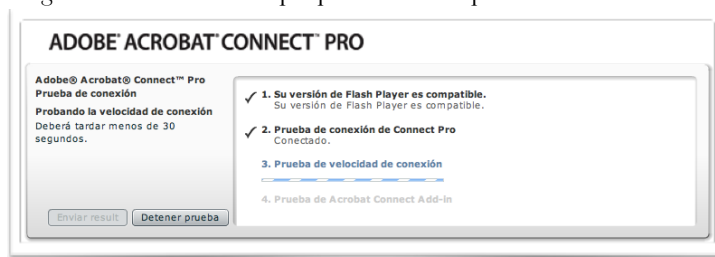 ADOBE® ACROBAT® CONNECT™ PRO
Adobe® Acrobat® Connect™ Pro
Prueba de conexión
Probando la velocidad de conexión
Deberá tardar menos de 30
segundos.
Enviar result
Detener prueba
✓ 1. Su versión de Flash Player es compatible.
Su versión de Flash Player es compatible.
✓ 2. Prueba de conexión de Connect Pro
Conectado.
3. Prueba de velocidad de conexión
4. Prueba de Acrobat Connect Add-in